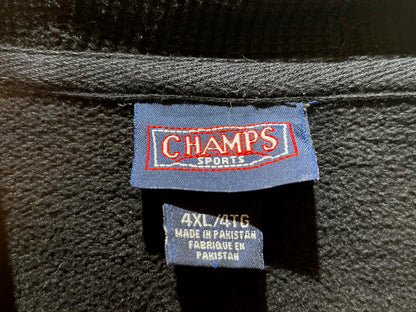 CHAMPS
SPORTS
4XL/4TG
MADE IN PAKISTAN
FABRIQUE EN
PAKISTAN